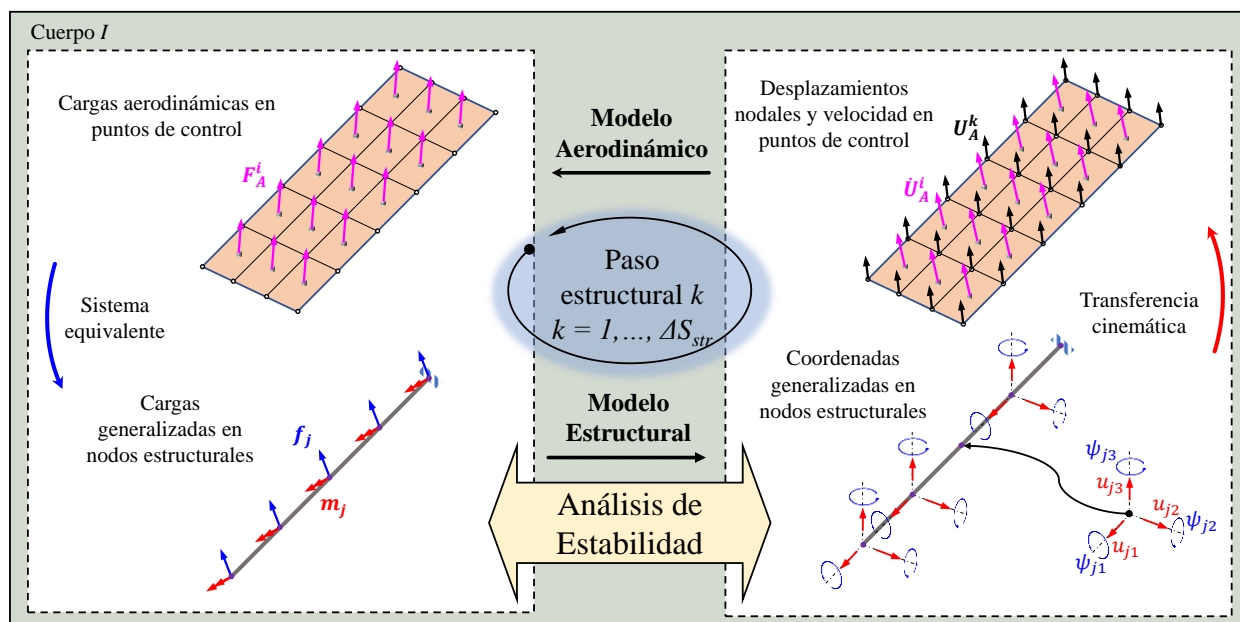 Cuerpo I
Cargas aerodinámicas en
puntos de control
F_A^i
Sistema
equivalente
Cargas
generalizadas en
nodos estructurales
f_j
m_j
Modelo
Aerodinámico
Paso
estructural k
k = 1,..., ΔS_str
Modelo
Estructural
Análisis de
Estabilidad
Desplazamientos
nodales y velocidad en
puntos de control
U_A^k
U̇_A^i
Transferencia
cinemática
Coordenadas
generalizadas en
nodos estructurales
ψ_j3
u_j3
u_j2
ψ_j2
u_j1
ψ_j1